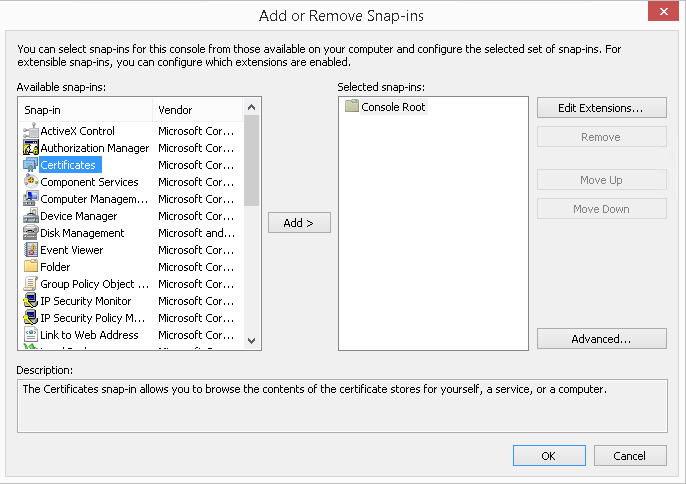 Add or Remove Snap-ins
You can select snap-ins for this console from those available on your computer and configure the selected set of snap-ins. For
extensible snap-ins, you can configure which extensions are enabled.
Available snap-ins:
Snap-in Vendor
ActiveX Control Microsoft Cor...
Authorization Manager Microsoft Cor...
Certificates Microsoft Cor...
Component Services Microsoft Cor...
Computer Managem... Microsoft Cor...
Device Manager Microsoft Cor...
Disk Management Microsoft and...
Event Viewer Microsoft Cor...
Folder Microsoft Cor...
Group Policy Object ... Microsoft Cor...
IP Security Monitor Microsoft Cor...
IP Security Policy M... Microsoft Cor...
Link to Web Address Microsoft Cor...
Add >
Selected snap-ins:
Console Root
Edit Extensions...
Remove
Move Up
Move Down
Advanced...
Description:
The Certificates snap-in allows you to browse the contents of the certificate stores for yourself, a service, or a computer.
OK Cancel